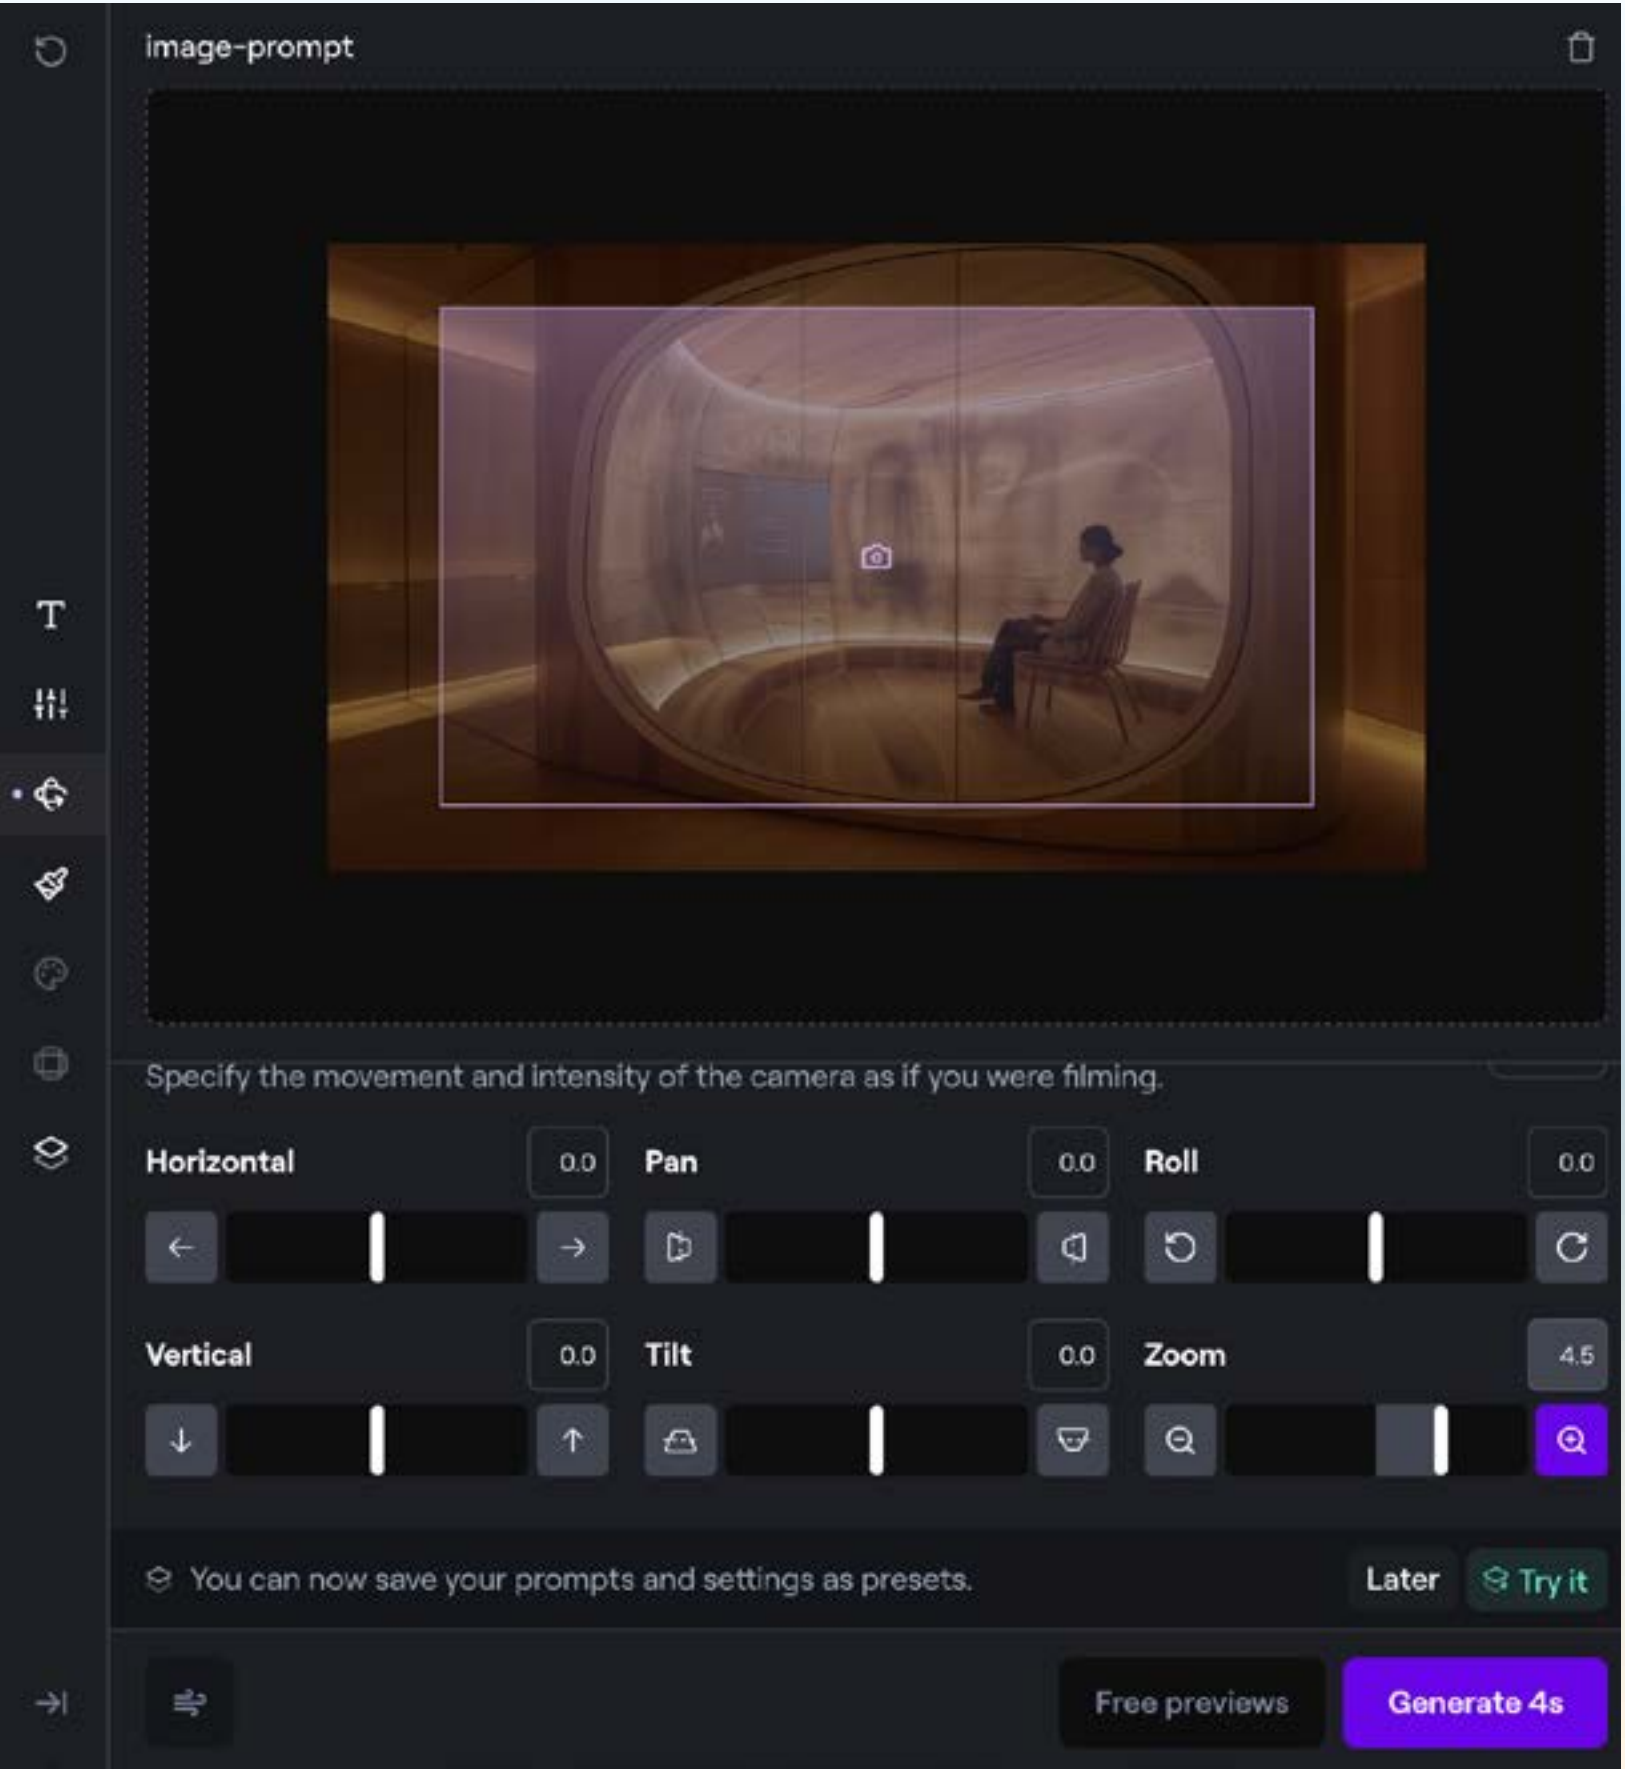 image-prompt
T
Specify the movement and intensity of the camera as if you were filming.
Horizontal 0.0 Pan 0.0 Roll 0.0
Vertical 0.0 Tilt 0.0 Zoom 4.5
You can now save your prompts and settings as presets. Later Try it
Free previews Generate 4s